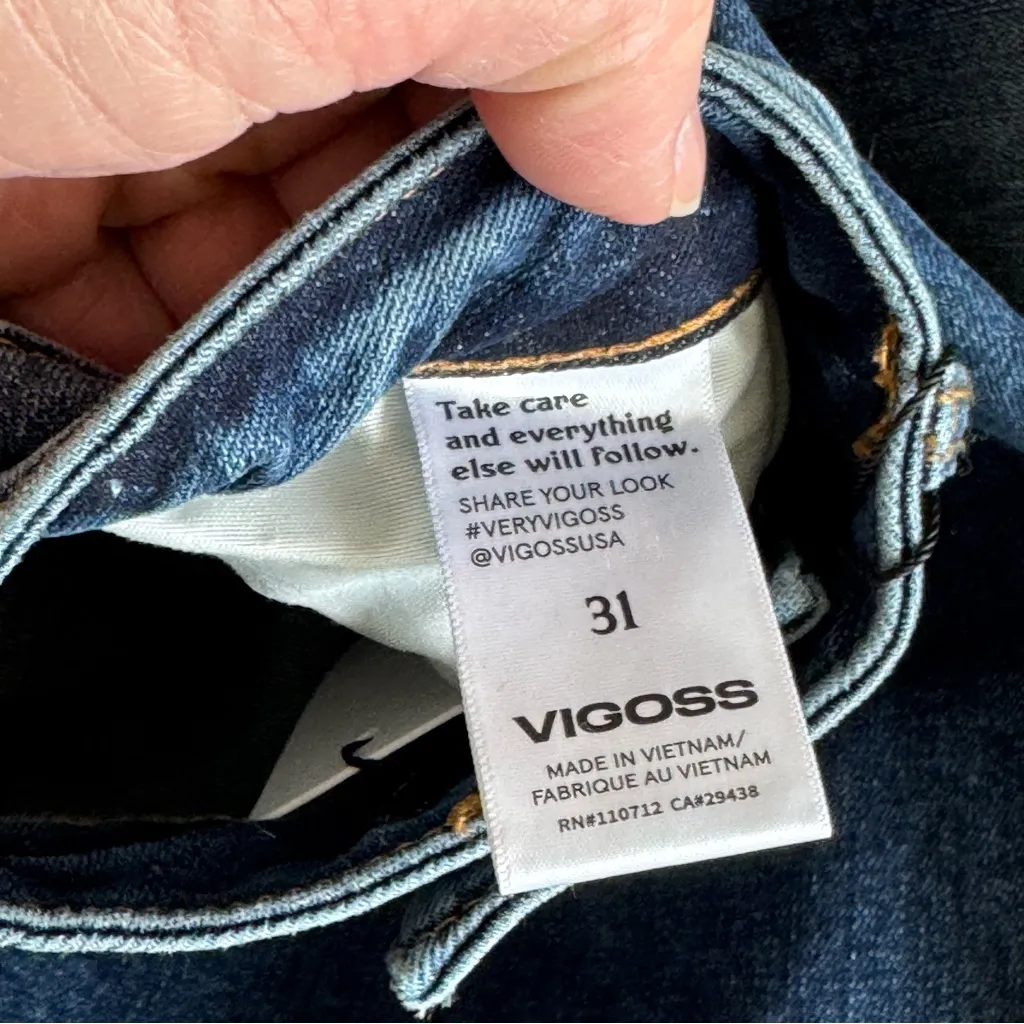 Take care
and everything
else will follow.
SHARE YOUR LOOK
#VERYVIGOSS
@VIGOSSUSA
31
VIGOSS
MADE IN VIETNAM/
FABRIQUE AU VIETNAM
RN#110712 CA#29438